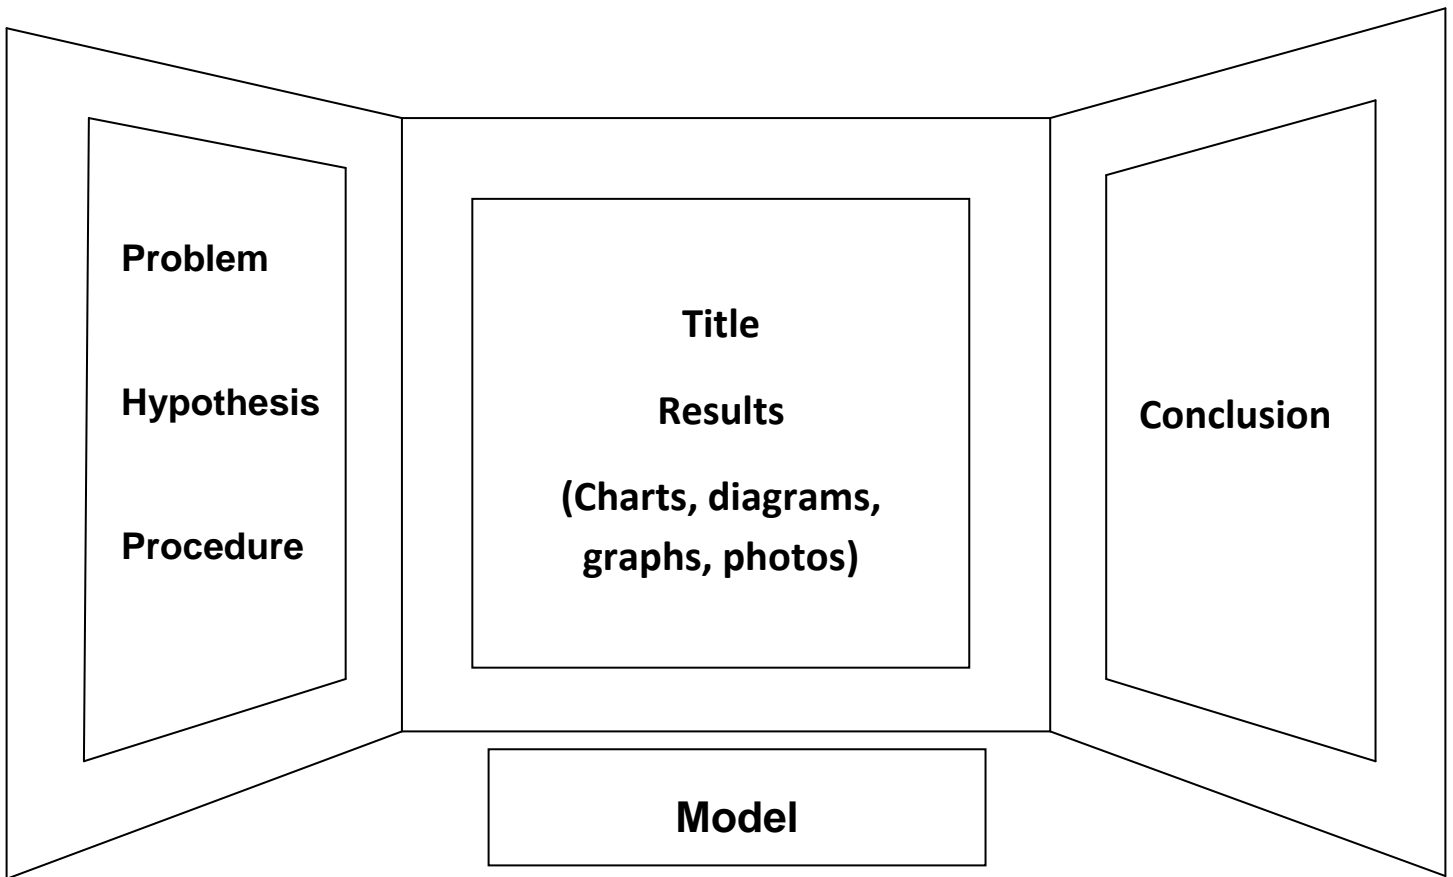 Problem
Hypothesis
Procedure
Title
Results
(Charts, diagrams,
graphs, photos)
Conclusion
Model